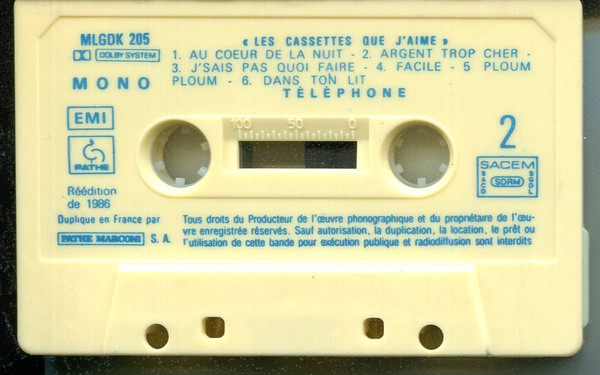 MLGDK 205
DOLBY SYSTEM
MONO
EMI
PATHE
Réédition
de 1986
Duplique en France par
PATHE MARCONI S. A.
« LES CASSETTES QUE J'AIME »
1. AU COEUR DE LA NUIT - 2. ARGENT TROP CHER -
3. J'SAIS PAS QUOI FAIRE - 4. FACILE - 5 PLOUM
PLOUM - 6. DANS TON LIT
TÉLÉPHONE
100 50 0
2
SACEM
SACD
SDRM
SGDL
Tous droits du Producteur de l'œuvre phonographique et du propriétaire de l'œu-
vre enregistrée réservés. Sauf autorisation, la duplication, la location, le prêt ou
l'utilisation de cette bande pour exécution publique et radiodiffusion sont interdits